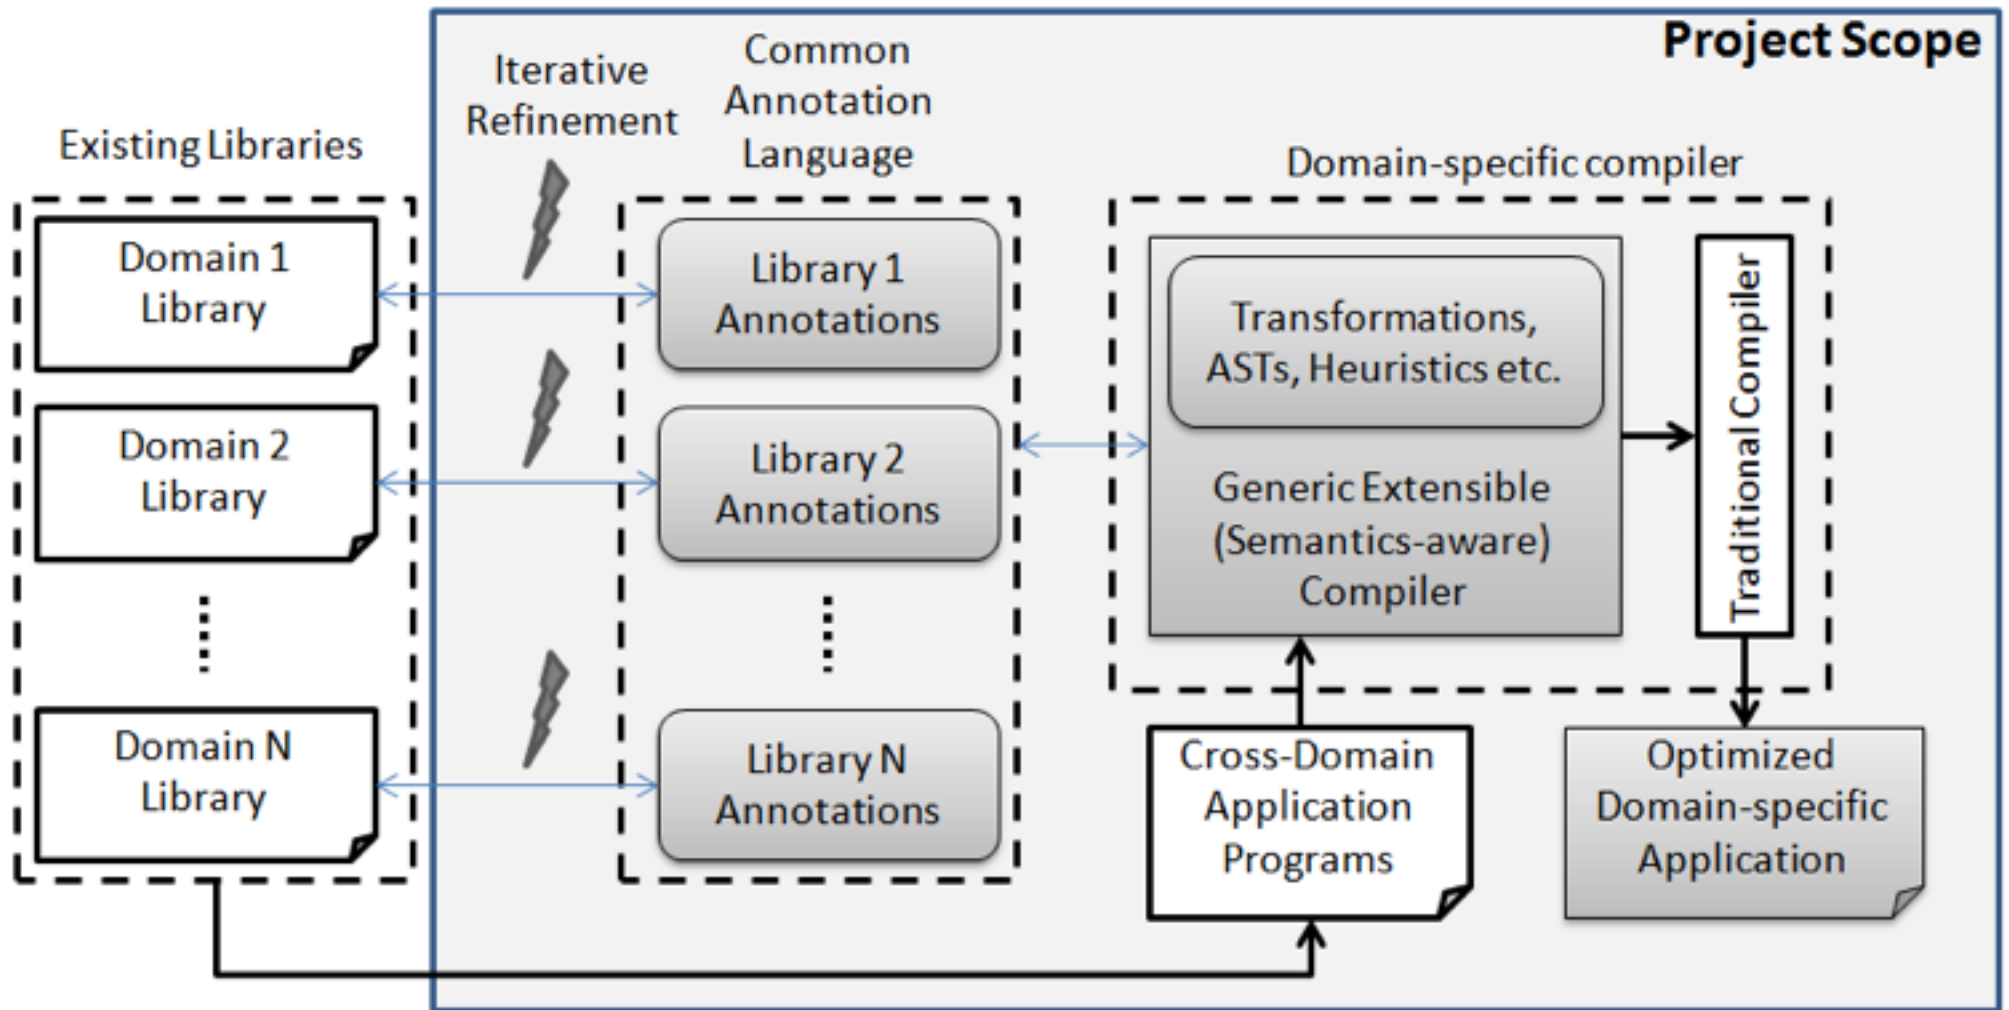 Project Scope
Existing Libraries
Domain 1
Library
Domain 2
Library
Domain N
Library
Iterative
Refinement
Common
Annotation
Language
Library 1
Annotations
Library 2
Annotations
Library N
Annotations
Domain-specific compiler
Transformations,
ASTs, Heuristics etc.
Generic Extensible
(Semantics-aware)
Compiler
Traditional Compiler
Cross-Domain
Application
Programs
Optimized
Domain-specific
Application